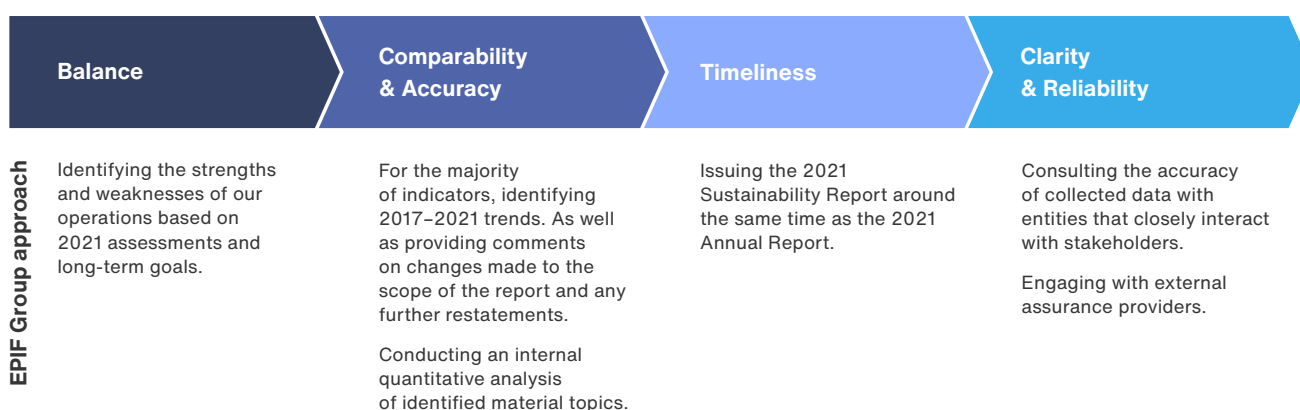 Balance
Comparability
& Accuracy
Timeliness
Clarity
& Reliability
EPIF Group approach
Identifying the strengths
and weaknesses of our
operations based on
2021 assessments and
long-term goals.
For the majority
of indicators, identifying
2017–2021 trends. As well
as providing comments
on changes made to the
scope of the report and any
further restatements.
Conducting an internal
quantitative analysis
of identified material topics.
Issuing the 2021
Sustainability Report around
the same time as the 2021
Annual Report.
Consulting the accuracy
of collected data with
entities that closely interact
with stakeholders.
Engaging with external
assurance providers.